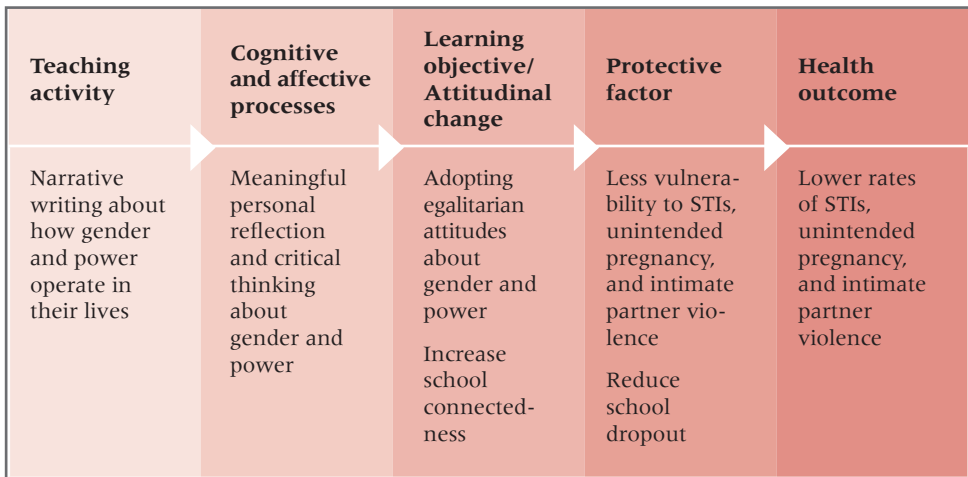 Teaching
activity
Cognitive
and affective
processes
Learning
objective/
Attitudinal
change
Protective
factor
Health
outcome
Narrative
writing about
how gender
and power
operate in
their lives
Meaningful
personal
reflection
and critical
thinking
about
gender and
power
Adopting
egalitarian
attitudes
about
gender and
power
Increase
school
connected-
ness
Less vulnera-
bility to STIs,
unintended
pregnancy,
and intimate
partner vio-
lence
Reduce
school
dropout
Lower rates
of STIs,
unintended
pregnancy,
and intimate
partner
violence